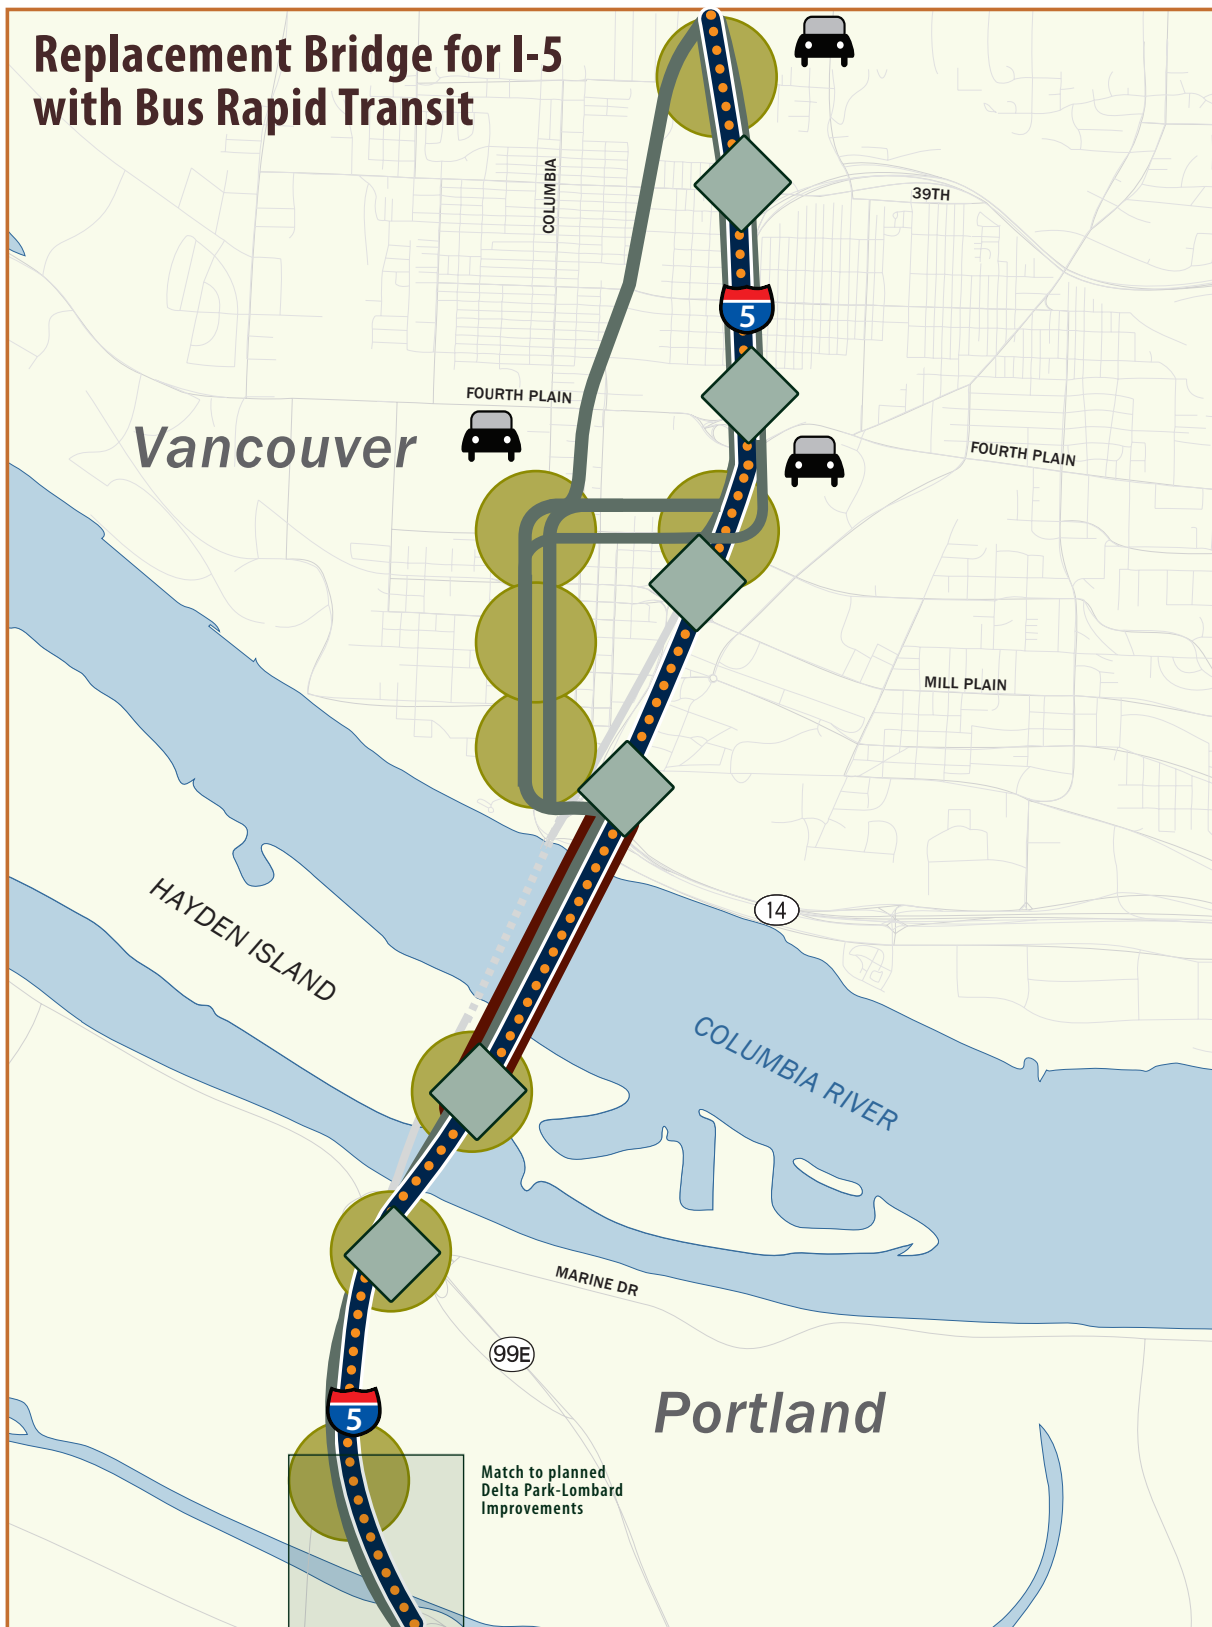 Replacement Bridge for I-5
with Bus Rapid Transit
COLUMBIA
39TH
5
FOURTH PLAIN
Vancouver
FOURTH PLAIN
MILL PLAIN
HAYDEN ISLAND
14
COLUMBIA RIVER
MARINE DR
99E
Portland
5
Match to planned
Delta Park-Lombard
Improvements